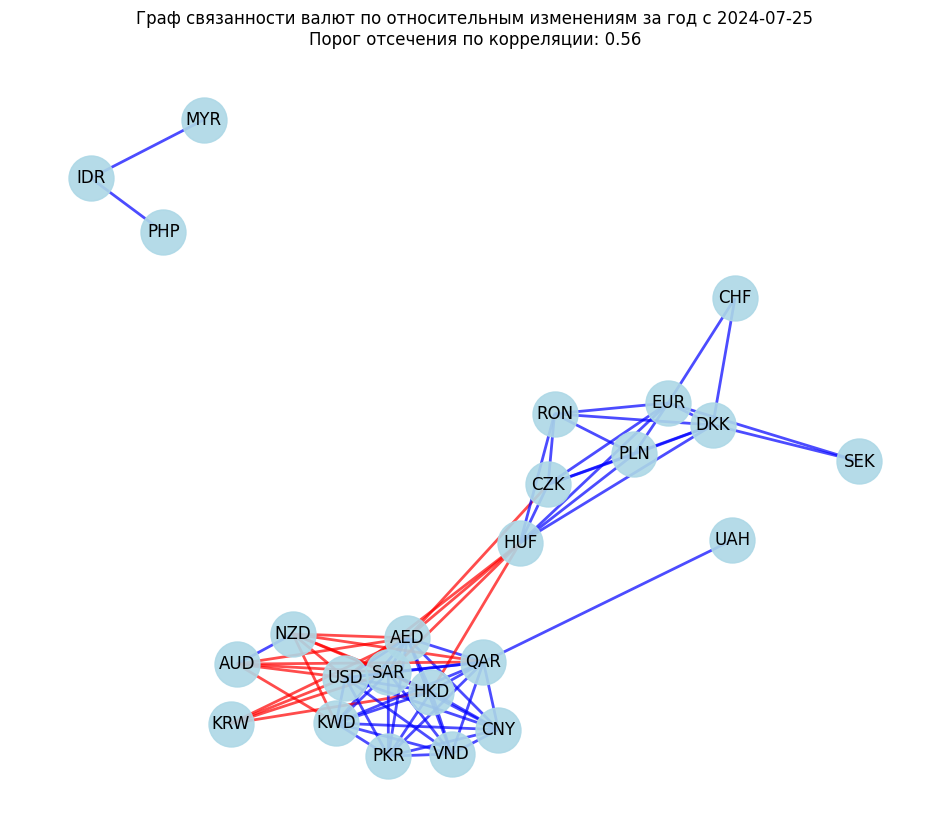 Граф связанности валют по относительным изменениям за год с 2024-07-25
Порог отсечения по корреляции: 0.56
MYR
IDR
PHP
CHF
EUR
RON
DKK
PLN
SEK
CZK
UAH
HUF
NZD
AED
AUD
QAR
SAR
USD
HKD
KRW
KWD
CNY
VND
PKR